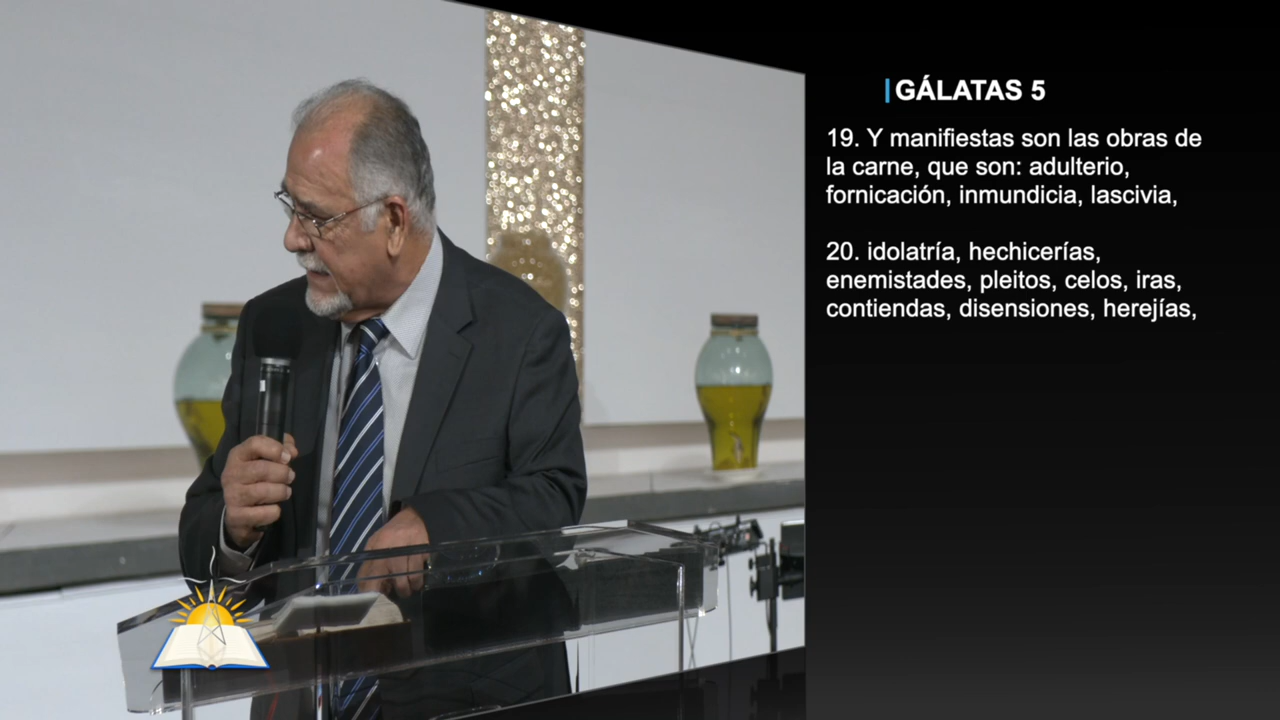 GÁLATAS 5
19. Y manifiestas son las obras de
la carne, que son: adulterio,
fornicación, inmundicia, lascivia,
20. idolatría, hechicerías,
enemistades, pleitos, celos, iras,
contiendas, disensiones, herejías,